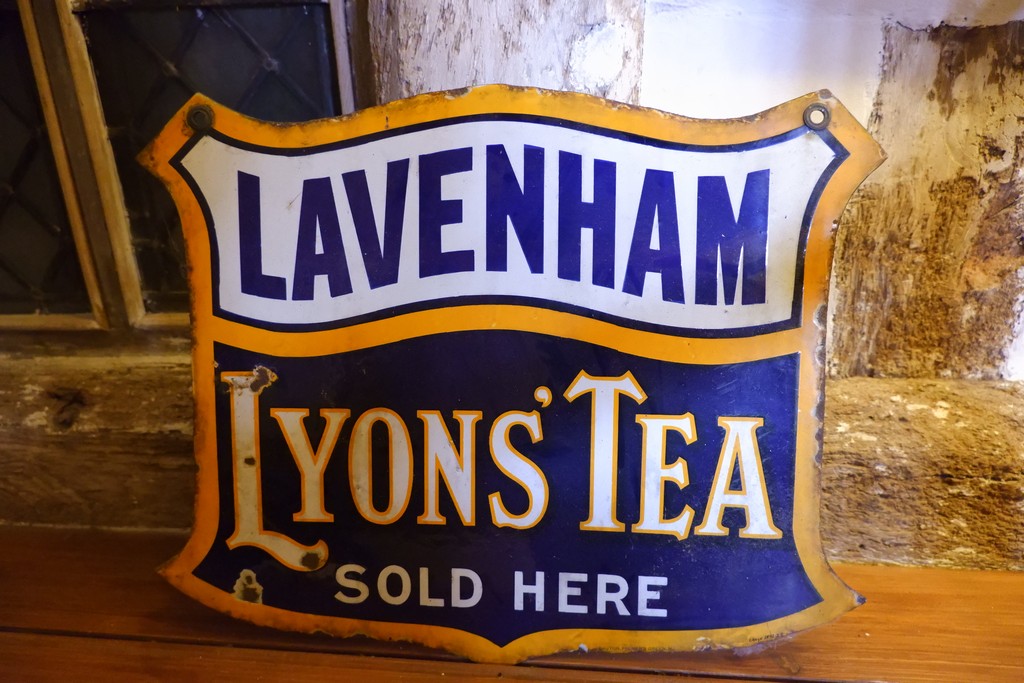 LAVENHAM
LYONS' TEA
SOLD HERE